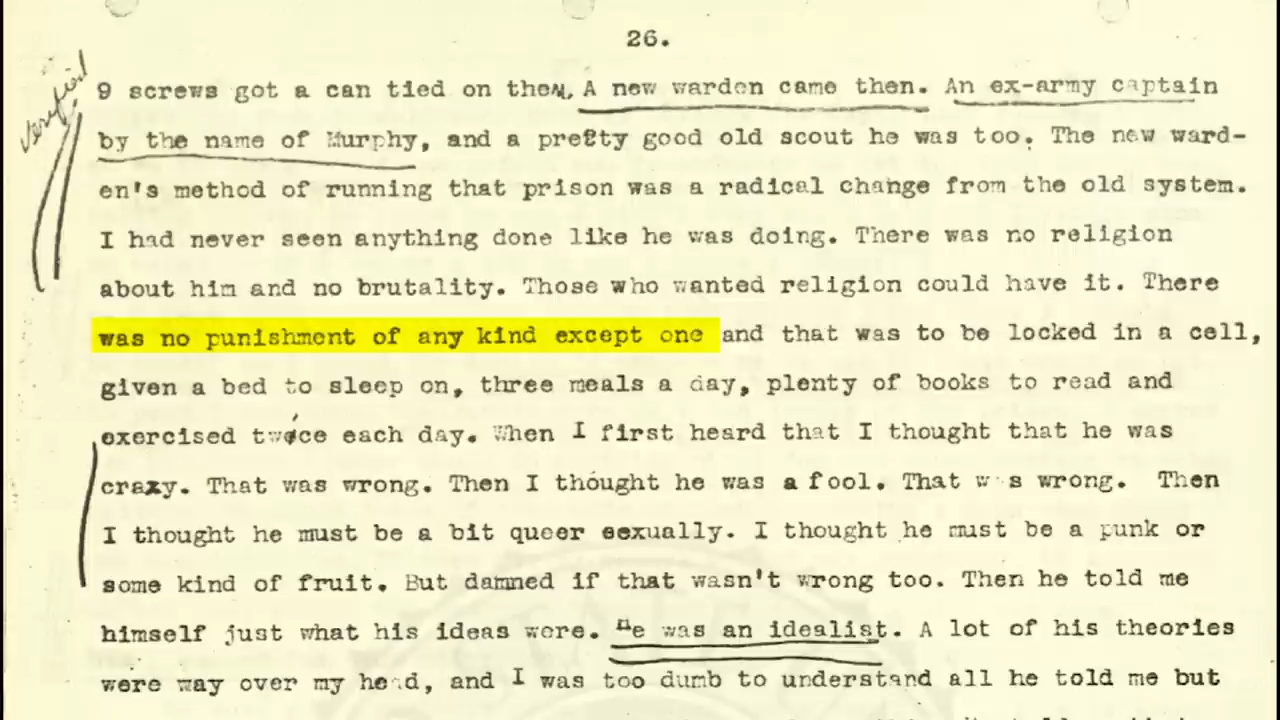 26.
verified
9 screws got a can tied on them. A new warden came then. An ex-army captain
by the name of Murphy, and a pretty good old scout he was too. The new ward-
en's method of running that prison was a radical change from the old system.
I had never seen anything done like he was doing. There was no religion
about him and no brutality. Those who wanted religion could have it. There
was no punishment of any kind except one and that was to be locked in a cell,
given a bed to sleep on, three meals a day, plenty of books to read and
exercised twice each day. When I first heard that I thought that he was
crazy. That was wrong. Then I thought he was a fool. That was wrong. Then
I thought he must be a bit queer sexually. I thought he must be a punk or
some kind of fruit. But damned if that wasn't wrong too. Then he told me
himself just what his ideas were. He was an idealist. A lot of his theories
were way over my head, and I was too dumb to understand all he told me but